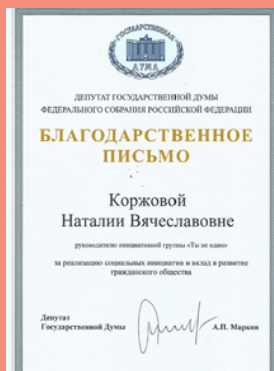 ГОСУДАРСТВЕННАЯ
ДУМА
ДЕПУТАТ ГОСУДАРСТВЕННОЙ ДУМЫ
ФЕДЕРАЛЬНОГО СОБРАНИЯ РОССИЙСКОЙ ФЕДЕРАЦИИ
БЛАГОДАРСТВЕННОЕ
ПИСЬМО
Коржовой
Наталии Вячеславовне
руководителю инициативной группы «Ты не один»
за реализацию социальных инициатив и вклад в развитие
гражданского общества
Депутат
Государственной Думы
А.П. Марков